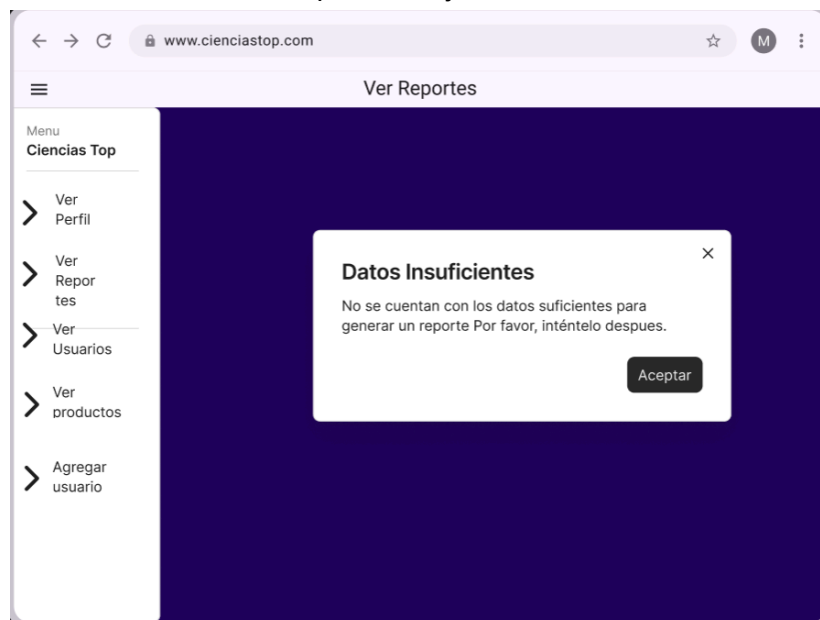 www.cienciastop.com
M
Ver Reportes
Menu
Ciencias Top
Ver
Perfil
Ver
Repor
tes
Ver
Usuarios
Ver
productos
Agregar
usuario
Datos Insuficientes
No se cuentan con los datos suficientes para
generar un reporte Por favor, inténtelo despues.
Aceptar